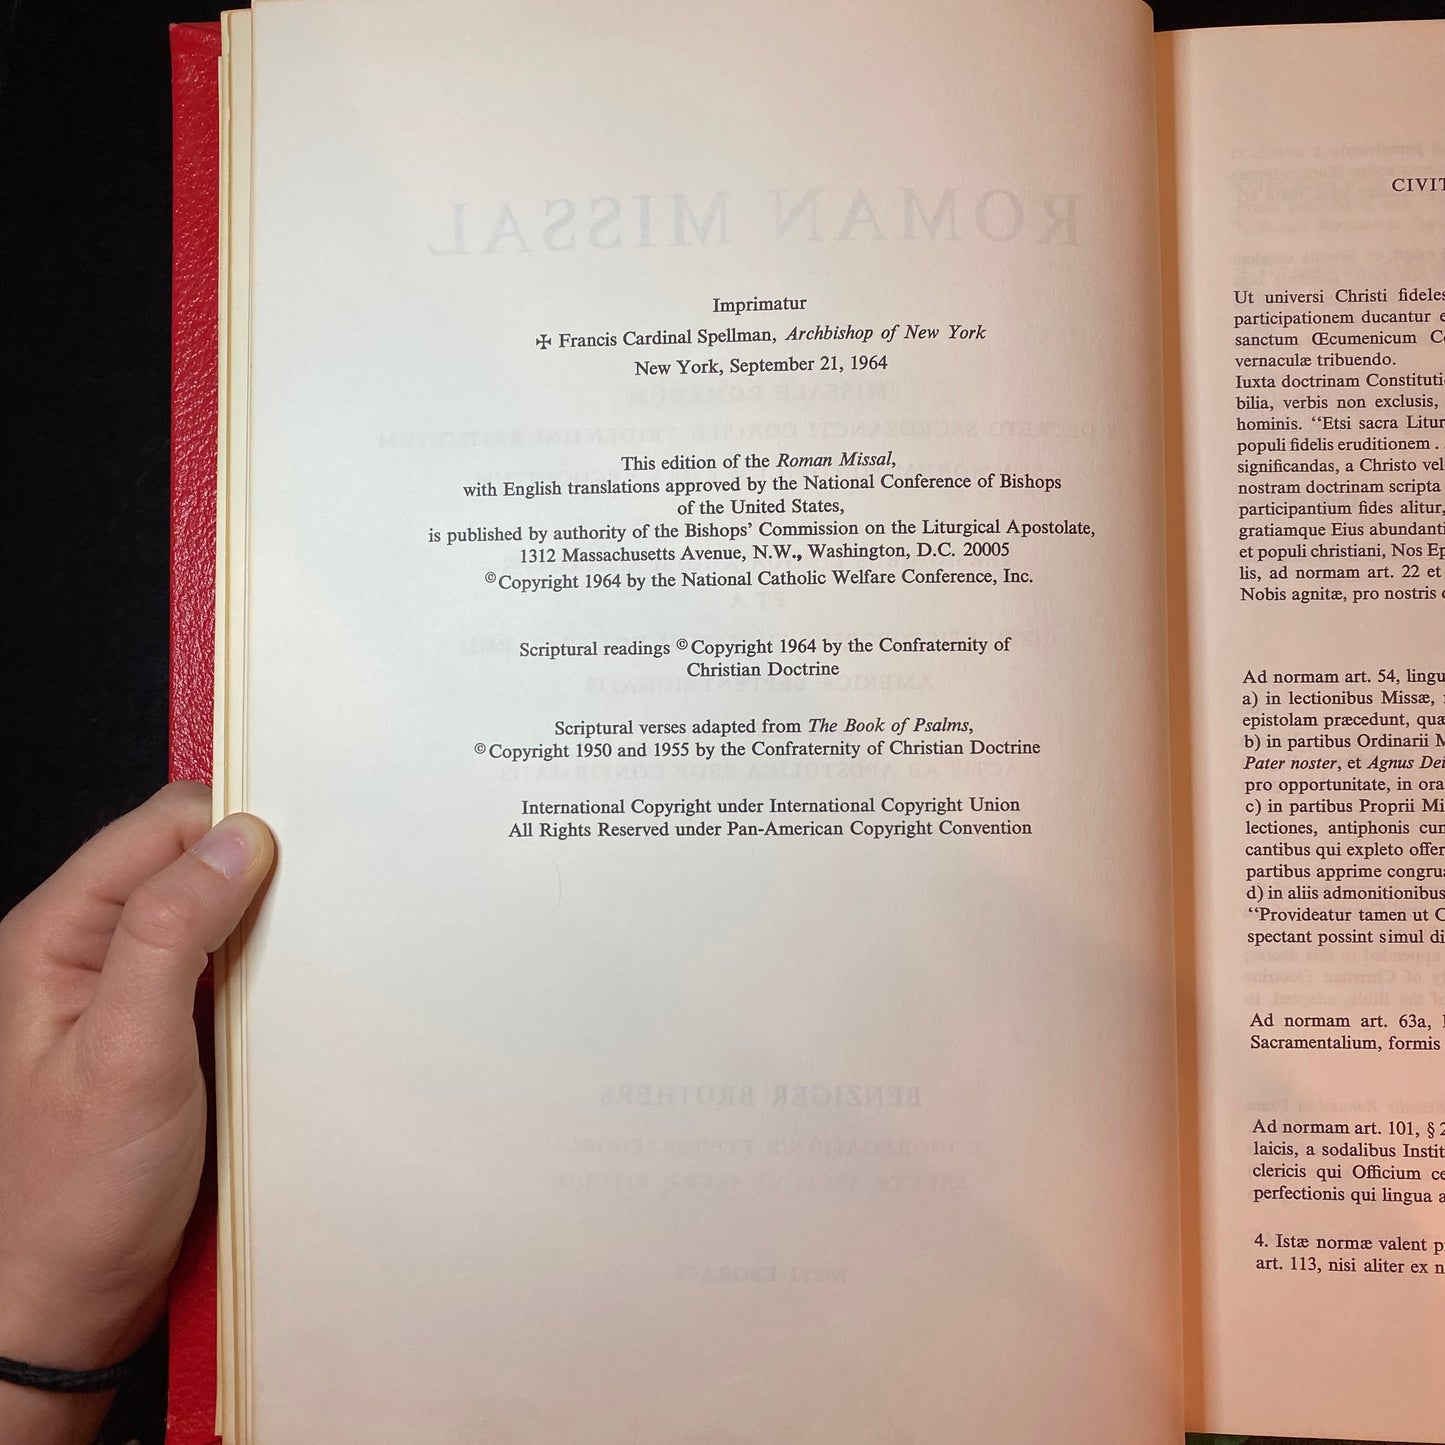 ROMAN MISSAL
Imprimatur
✠ Francis Cardinal Spellman, Archbishop of New York
New York, September 21, 1964
This edition of the Roman Missal,
with English translations approved by the National Conference of Bishops
of the United States,
is published by authority of the Bishops' Commission on the Liturgical Apostolate,
1312 Massachusetts Avenue, N.W., Washington, D.C. 20005
©Copyright 1964 by the National Catholic Welfare Conference, Inc.
Scriptural readings ©Copyright 1964 by the Confraternity of
Christian Doctrine
Scriptural verses adapted from The Book of Psalms,
©Copyright 1950 and 1955 by the Confraternity of Christian Doctrine
International Copyright under International Copyright Union
All Rights Reserved under Pan-American Copyright Convention
BENZIGER BROTHERS
CIVIT
Ut universi Christi fideles
participationem ducantur
sanctum Œcumenicum
vernaculæ tribuendo.
Iuxta doctrinam Constituti
bilia, verbis non exclusis,
hominis. “Etsi sacra Litur
populi fidelis eruditionem .
significandas, a Christo vel
nostram doctrinam scripta
participantium fides alitur,
gratiamque Eius abundanti
et populi christiani, Nos Ep
lis, ad normam art. 22 et
Nobis agnitæ, pro nostris
Ad normam art. 54, lingu
a) in lectionibus Missæ,
epistolam præcedunt, qua
b) in partibus Ordinarii M
Pater noster, et Agnus Dei
pro opportunitate, in ora
c) in partibus Proprii Mi
lectiones, antiphonis cum
cantibus qui expleto offer
partibus apprime congrua
d) in aliis admonitionibus
“Provideatur tamen ut C
spectant possint simul di
Ad normam art. 63a,
Sacramentalium, formis
Ad normam art. 101, § 2
laicis, a sodalibus Instit
clericis qui Officium ce
perfectionis qui lingua a
4. Istæ normæ valent p
art. 113, nisi aliter ex n